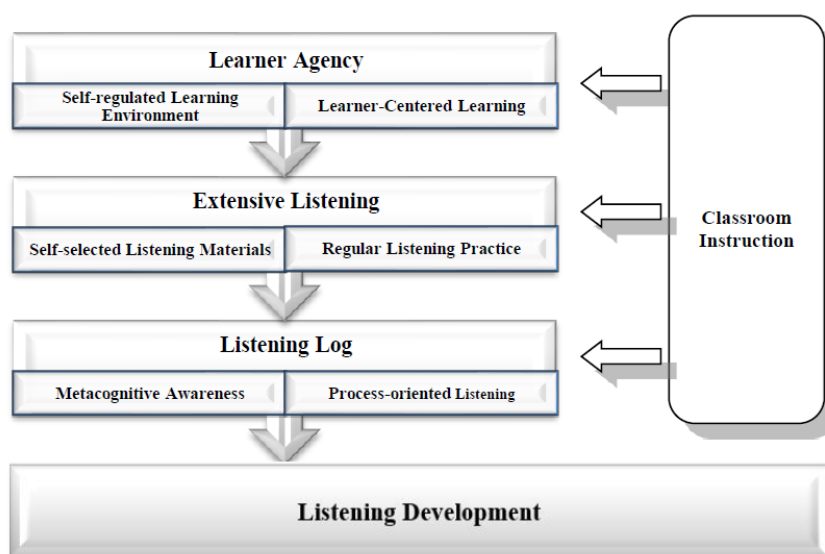 Learner Agency
Self-regulated Learning
Environment
Learner-Centered Learning
Extensive Listening
Self-selected Listening Materials
Regular Listening Practice
Listening Log
Metacognitive Awareness
Process-oriented Listening
Listening Development
Classroom
Instruction